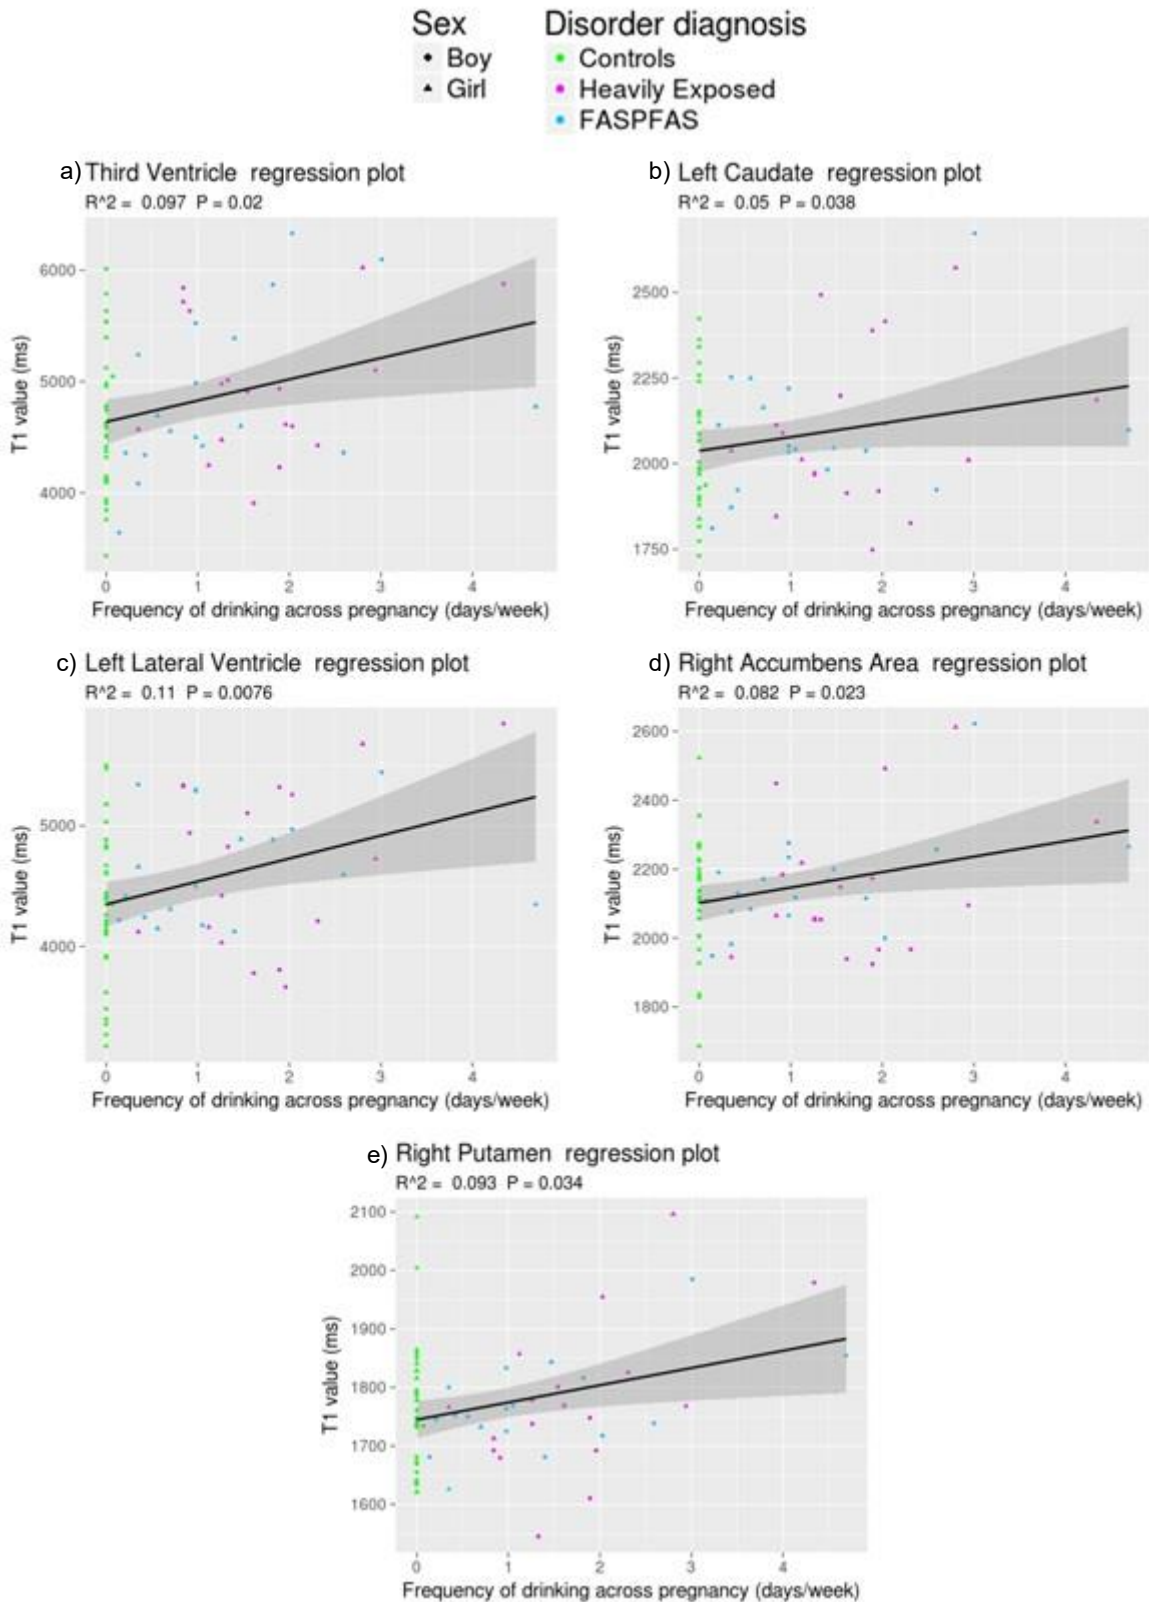 Sex Disorder diagnosis
Boy Controls
Girl Heavily Exposed
FASPFAS
a) Third Ventricle regression plot
R^2 = 0.097 P = 0.02
6000
5000
4000
T1 value (ms)
0 1 2 3 4
Frequency of drinking across pregnancy (days/week)
b) Left Caudate regression plot
R^2 = 0.05 P = 0.038
2500
2250
2000
1750
T1 value (ms)
0 1 2 3 4
Frequency of drinking across pregnancy (days/week)
c) Left Lateral Ventricle regression plot
R^2 = 0.11 P = 0.0076
5000
4000
T1 value (ms)
0 1 2 3 4
Frequency of drinking across pregnancy (days/week)
d) Right Accumbens Area regression plot
R^2 = 0.082 P = 0.023
2600
2400
2200
2000
1800
T1 value (ms)
0 1 2 3 4
Frequency of drinking across pregnancy (days/week)
e) Right Putamen regression plot
R^2 = 0.093 P = 0.034
2100
2000
1900
1800
1700
1600
T1 value (ms)
0 1 2 3 4
Frequency of drinking across pregnancy (days/week)